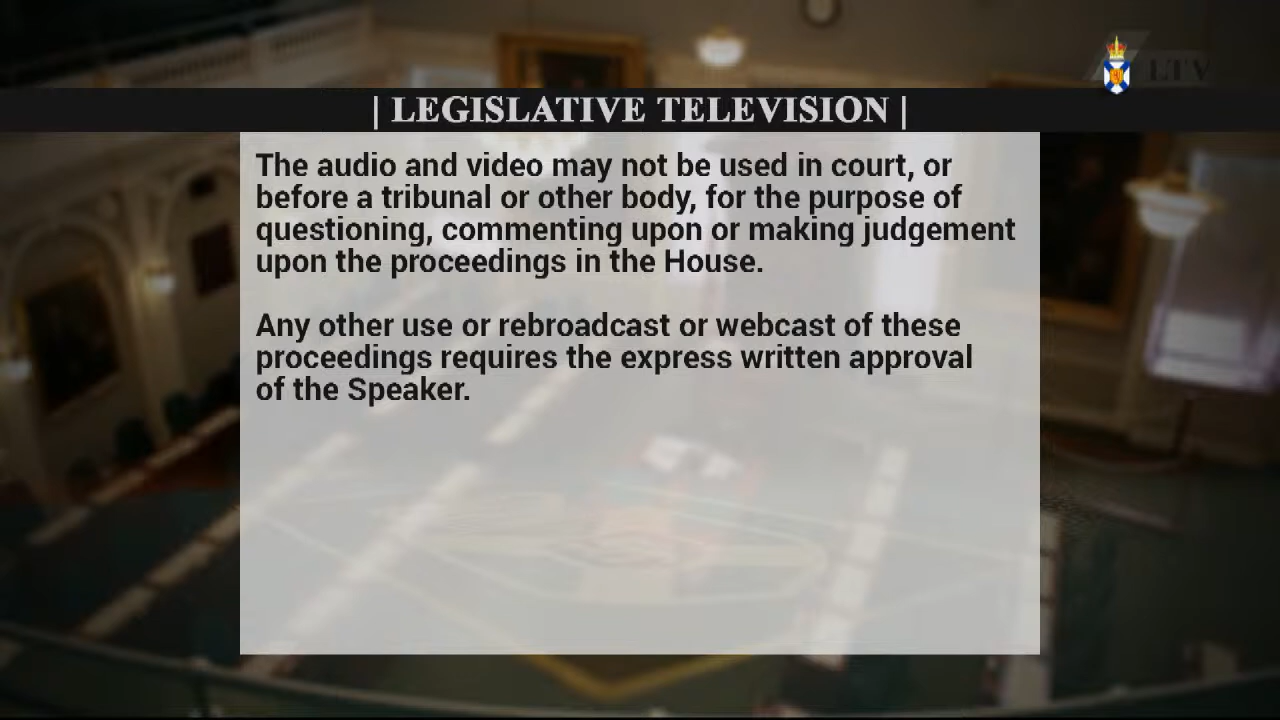 LTV
| LEGISLATIVE TELEVISION |
The audio and video may not be used in court, or
before a tribunal or other body, for the purpose of
questioning, commenting upon or making judgement
upon the proceedings in the House.
Any other use or rebroadcast or webcast of these
proceedings requires the express written approval
of the Speaker.